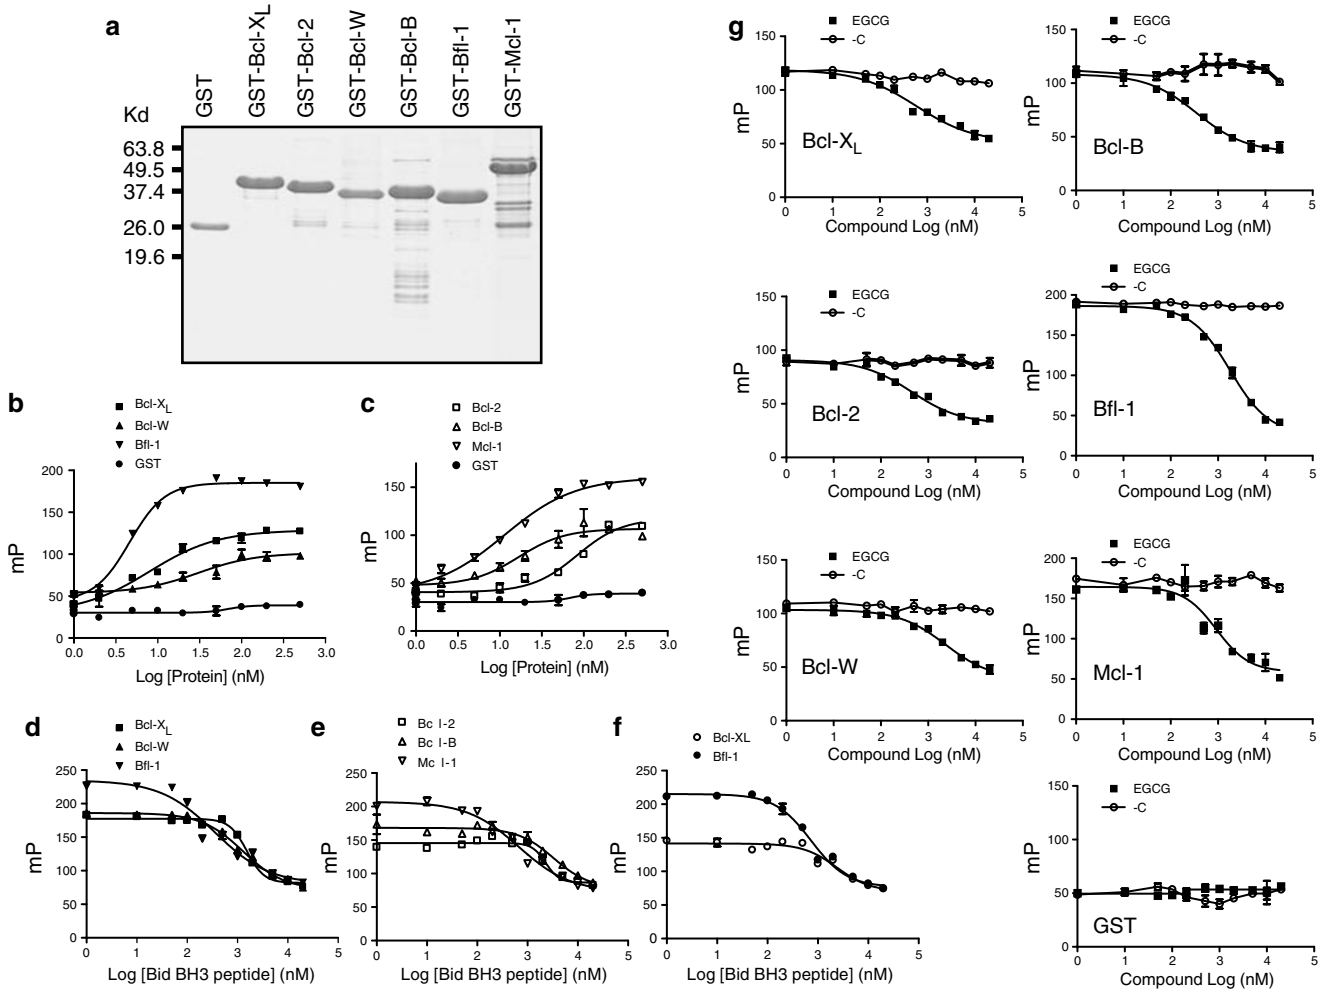 a
GST
GST-Bcl-XL
GST-Bcl-2
GST-Bcl-W
GST-Bcl-B
GST-Bfl-1
GST-Mcl-1
Kd
63.8
49.5
37.4
26.0
19.6
b
Bcl-XL
Bcl-W
Bfl-1
GST
mP
200
150
100
50
0
0.0 0.5 1.0 1.5 2.0 2.5 3.0
Log [Protein] (nM)
c
Bcl-2
Bcl-B
Mcl-1
GST
mP
150
100
50
0
0.0 0.5 1.0 1.5 2.0 2.5 3.0
Log [Protein] (nM)
d
Bcl-XL
Bcl-W
Bfl-1
mP
250
200
150
100
50
0
0 1 2 3 4 5
Log [Bid BH3 peptide] (nM)
e
Bc l-2
Bc l-B
Mc l-1
mP
250
200
150
100
50
0
0 1 2 3 4 5
Log [Bid BH3 peptide] (nM)
f
Bcl-XL
Bfl-1
mP
250
200
150
100
50
0
0 1 2 3 4 5
Log [Bid BH3 peptide] (nM)
g
EGCG
-C
mP
150
100
50
0
Bcl-XL
0 1 2 3 4 5
Compound Log (nM)
EGCG
-C
mP
150
100
50
0
Bcl-B
0 1 2 3 4 5
Compound Log (nM)
EGCG
-C
mP
150
100
50
0
Bcl-2
0 1 2 3 4 5
Compound Log (nM)
EGCG
-C
mP
200
150
100
50
0
Bfl-1
0 1 2 3 4 5
Compound Log (nM)
EGCG
-C
mP
150
100
50
0
Bcl-W
0 1 2 3 4 5
Compound Log (nM)
EGCG
-C
mP
200
150
100
50
0
Mcl-1
0 1 2 3 4 5
Compound Log (nM)
EGCG
-C
mP
150
100
50
0
GST
0 1 2 3 4 5
Compound Log (nM)